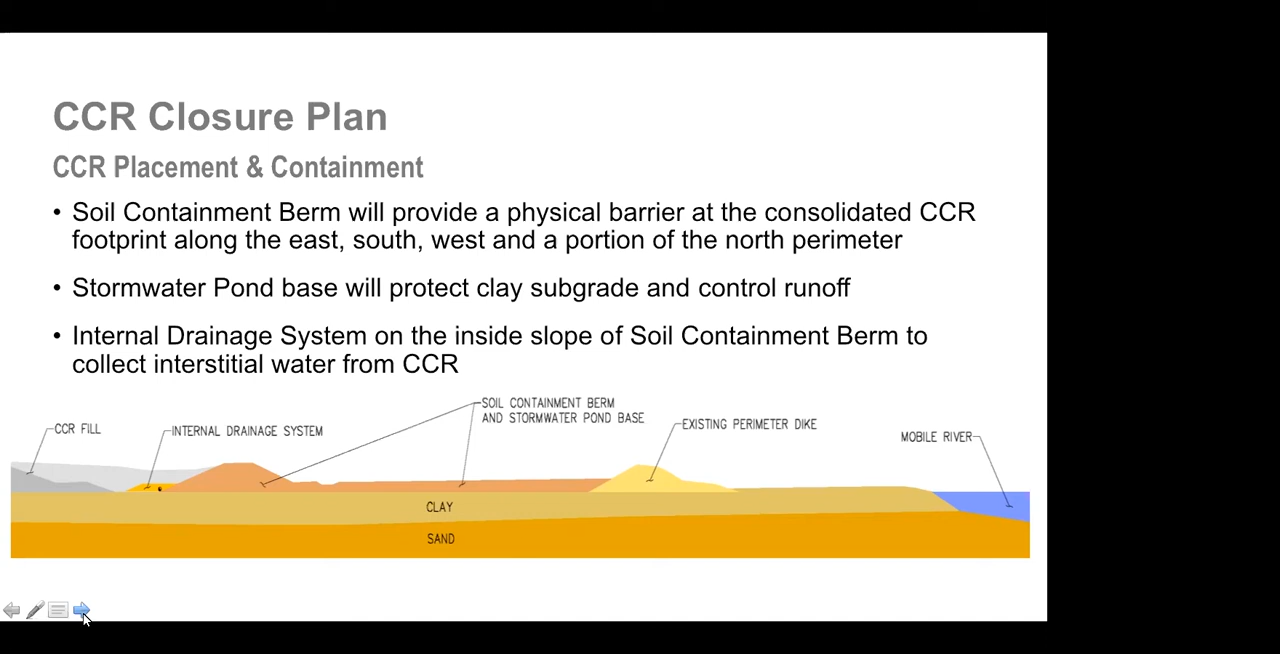 CCR Closure Plan
CCR Placement & Containment
• Soil Containment Berm will provide a physical barrier at the consolidated CCR
footprint along the east, south, west and a portion of the north perimeter
• Stormwater Pond base will protect clay subgrade and control runoff
• Internal Drainage System on the inside slope of Soil Containment Berm to
collect interstitial water from CCR
CCR FILL
INTERNAL DRAINAGE SYSTEM
SOIL CONTAINMENT BERM
AND STORMWATER POND BASE
EXISTING PERIMETER DIKE
MOBILE RIVER
CLAY
SAND